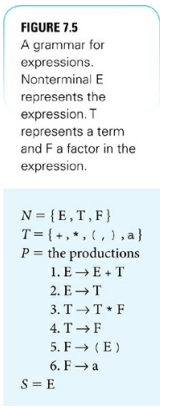 FIGURE 7.5
A grammar for
expressions.
Nonterminal E
represents the
expression. T
represents a term
and F a factor in the
expression.
N = {E,T,F}
T = {+,*,(,),a}
P = the productions
1. E → E + T
2. E → T
3. T → T * F
4. T → F
5. F → (E)
6. F → a
S = E